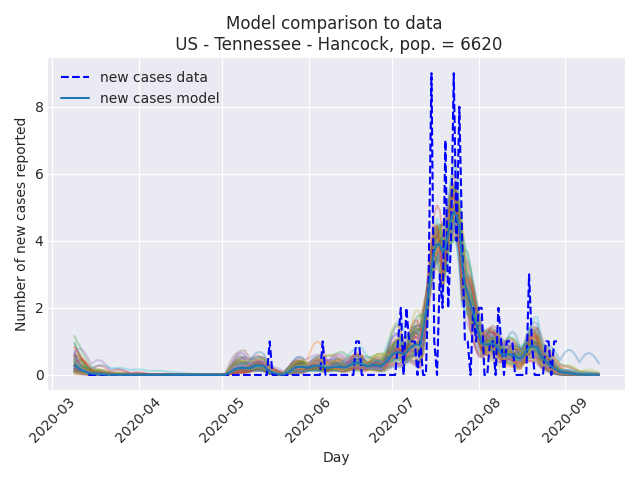 Model comparison to data
US - Tennessee - Hancock, pop. = 6620
new cases data
new cases model
Number of new cases reported
8
6
4
2
0
2020-03
2020-04
2020-05
2020-06
2020-07
2020-08
2020-09
Day